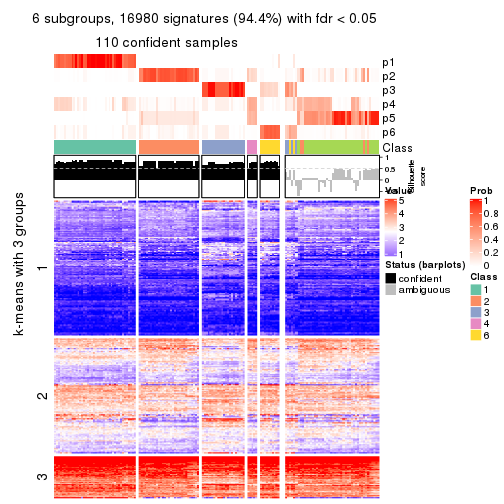 6 subgroups, 16980 signatures (94.4%) with fdr < 0.05
110 confident samples
p1
p2
p3
p4
p5
p6
Class
1
0.5
0
Silhouette
score
k-means with 3 groups
1
2
3
Value
5
4
3
2
1
Status (barplots)
confident
ambiguous
Prob
1
0.8
0.6
0.4
0.2
0
Class
1
2
3
4
5
6